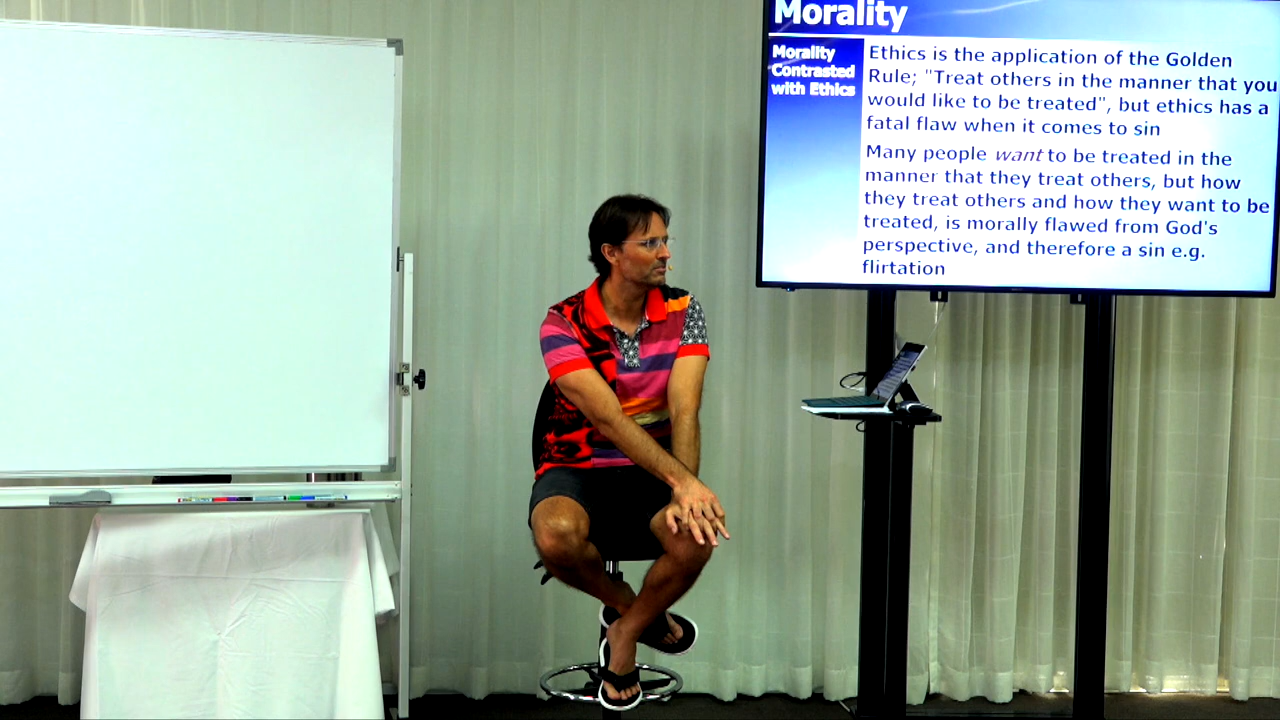 Morality
Morality
Contrasted
with Ethics
Ethics is the application of the Golden
Rule; "Treat others in the manner that you
would like to be treated", but ethics has a
fatal flaw when it comes to sin
Many people want to be treated in the
manner that they treat others, but how
they treat others and how they want to be
treated, is morally flawed from God's
perspective, and therefore a sin e.g.
flirtation